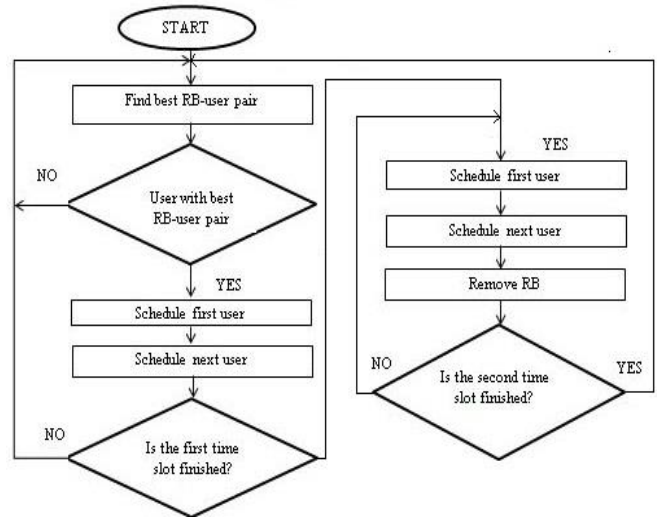 START
Find best RB-user pair
NO
User with best
RB-user pair
YES
Schedule first user
Schedule next user
NO
Is the first time
slot finished?
YES
Schedule first user
Schedule next user
Remove RB
NO
Is the second time
slot finished?
YES